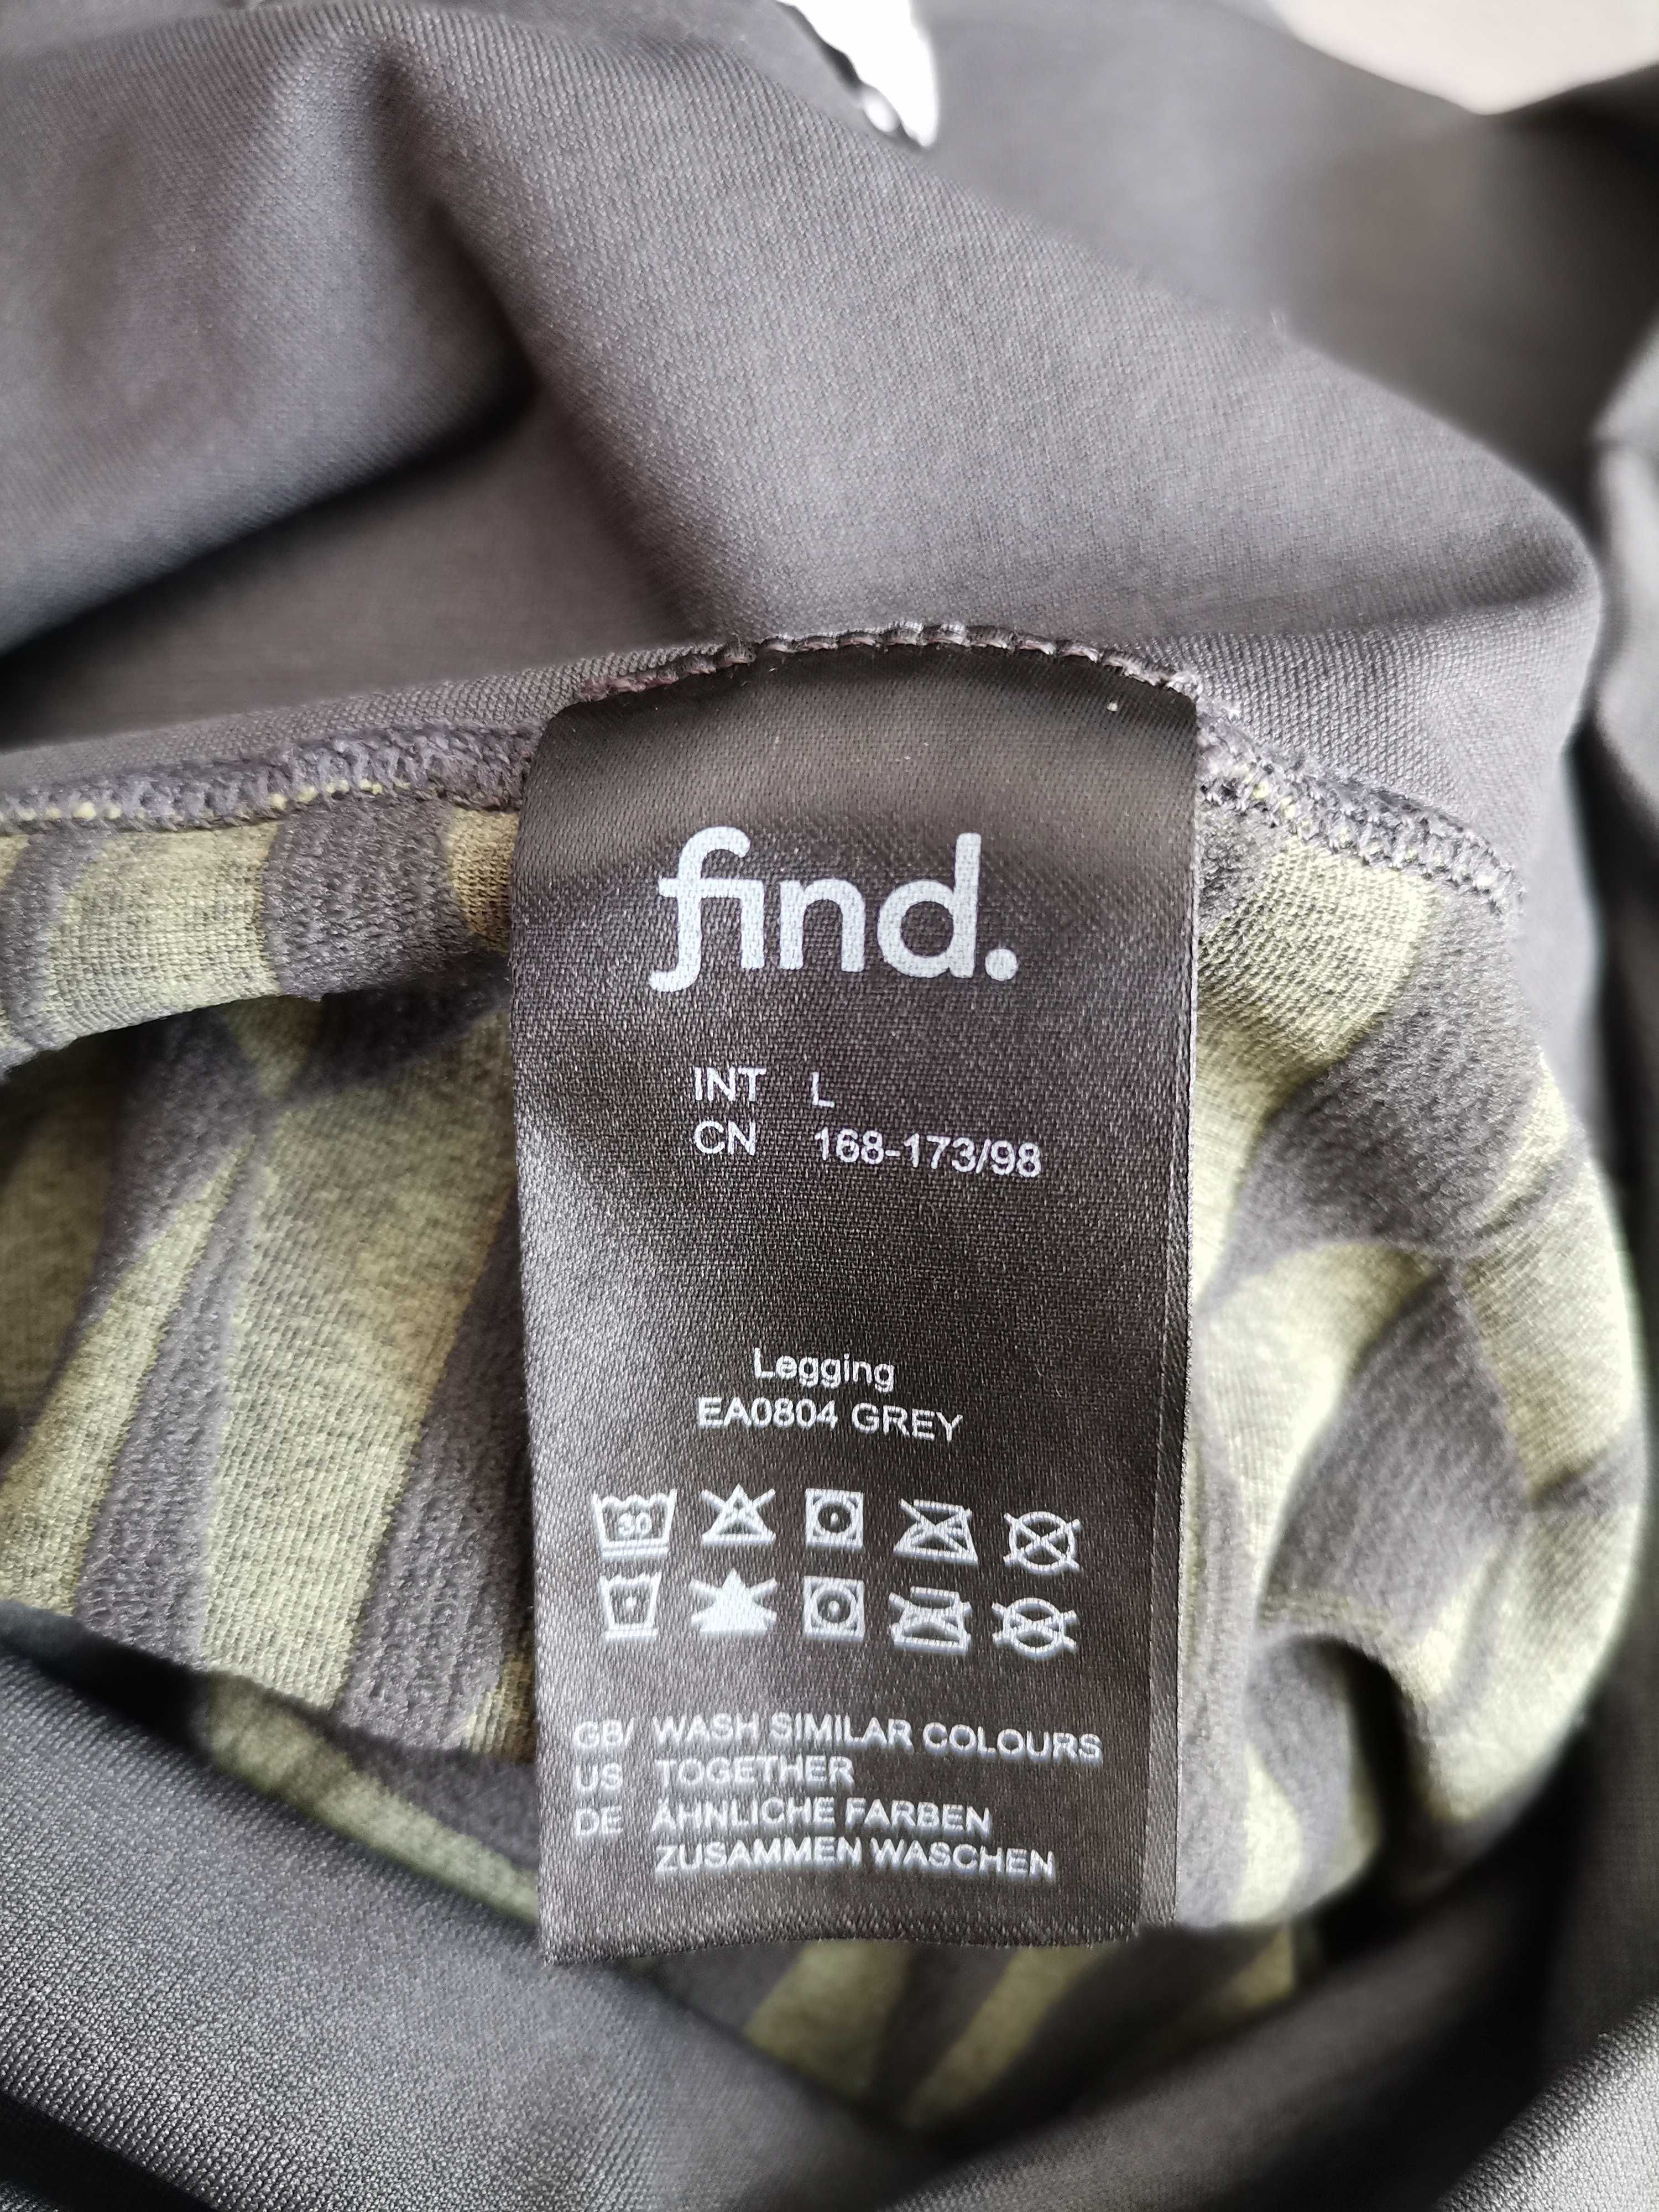 find.
INT L
CN 168-173/98
Legging
EA0804 GREY
30
GB/ WASH SIMILAR COLOURS
US TOGETHER
DE ÄHNLICHE FARBEN
ZUSAMMEN WASCHEN